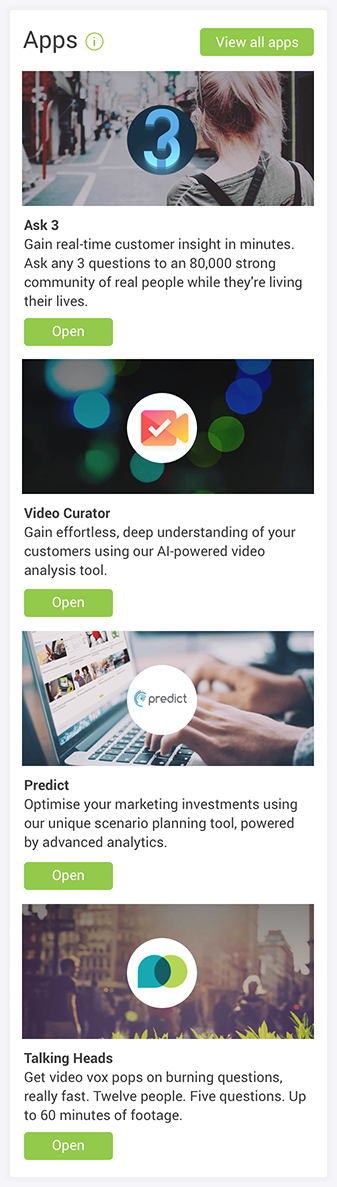 Apps
View all apps
3
Ask 3
Gain real-time customer insight in minutes.
Ask any 3 questions to an 80,000 strong
community of real people while they're living
their lives.
Open
Video Curator
Gain effortless, deep understanding of your
customers using our AI-powered video
analysis tool.
Open
predict
Predict
Optimise your marketing investments using
our unique scenario planning tool, powered
by advanced analytics.
Open
Talking Heads
Get video vox pops on burning questions,
really fast. Twelve people. Five questions. Up
to 60 minutes of footage.
Open